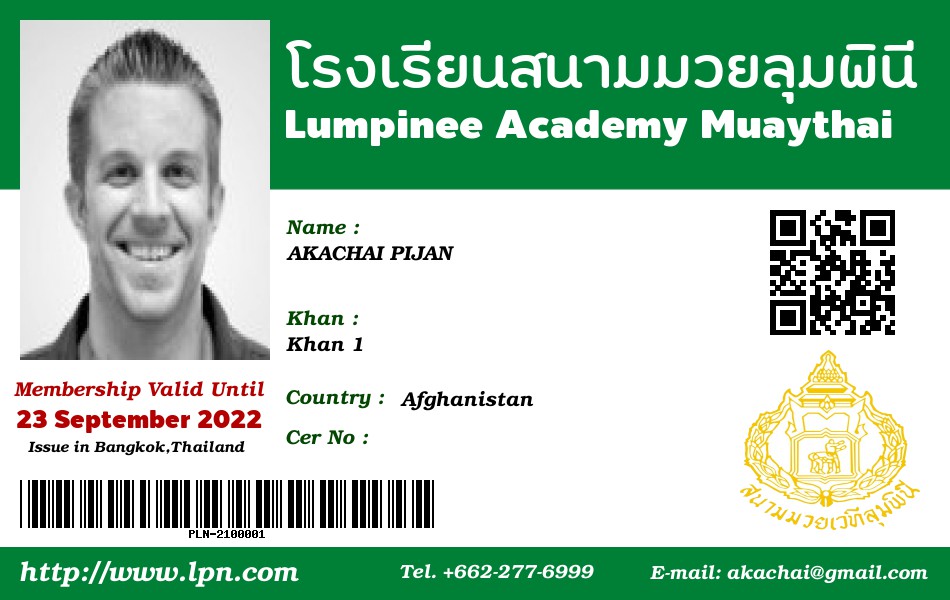 โรงเรียนสนามมวยลุมพินี
Lumpinee Academy Muaythai
Name :
AKACHAI PIJAN
Khan :
Khan 1
Country : Afghanistan
Cer No :
Membership Valid Until
23 September 2022
Issue in Bangkok,Thailand
PLN-2100001
สนามมวยเวทีลุมพินี
http://www.lpn.com
Tel. +662-277-6999
E-mail: akachai@gmail.com